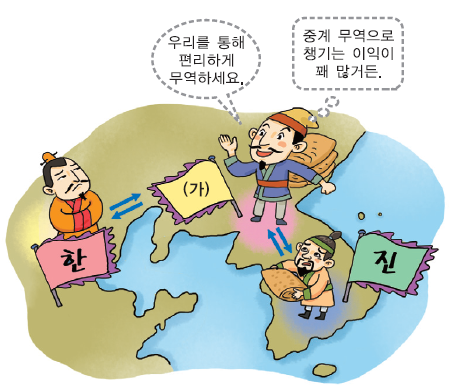 우리를 통해
편리하게
무역하세요.
중계 무역으로
챙기는 이익이
꽤 많거든.
(가)
한
진